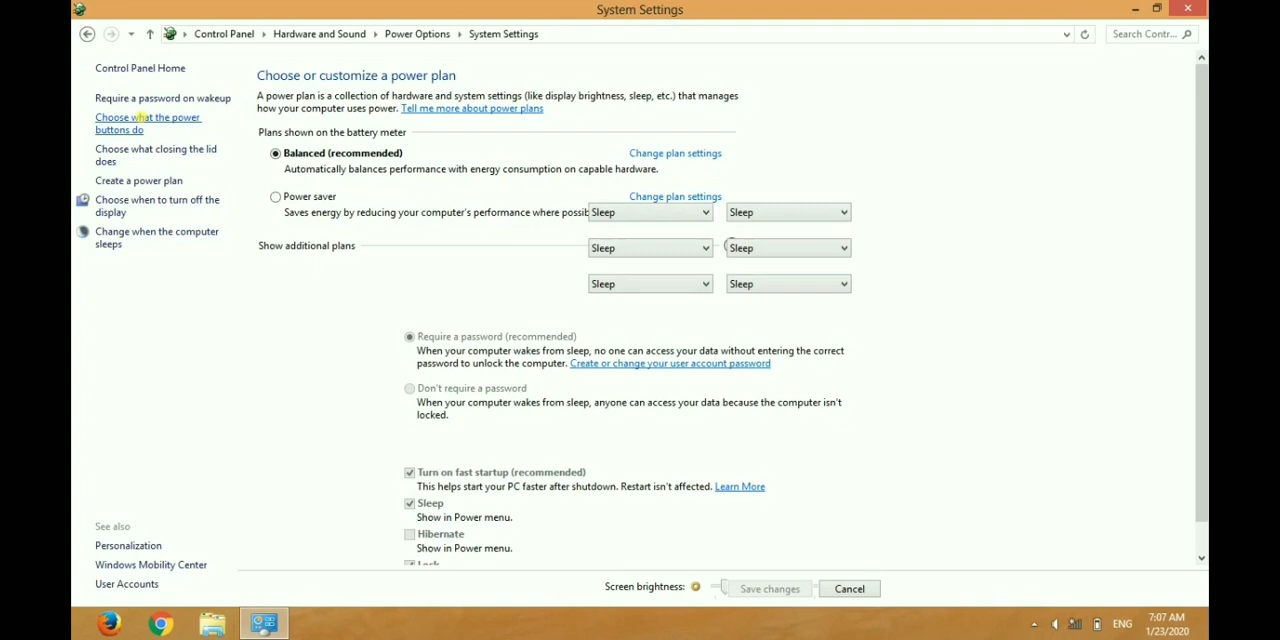 System Settings
Control Panel Hardware and Sound Power Options System Settings
Search Contr...
Control Panel Home
Require a password on wakeup
Choose what the power
buttons do
Choose what closing the lid
does
Create a power plan
Choose when to turn off the
display
Change when the computer
sleeps
Choose or customize a power plan
A power plan is a collection of hardware and system settings (like display brightness, sleep, etc.) that manages
how your computer uses power. Tell me more about power plans
Plans shown on the battery meter
Balanced (recommended) Change plan settings
Automatically balances performance with energy consumption on capable hardware.
Power saver Change plan settings
Saves energy by reducing your computer's performance where possib
Sleep Sleep
Show additional plans
Sleep Sleep
Sleep Sleep
Require a password (recommended)
When your computer wakes from sleep, no one can access your data without entering the correct
password to unlock the computer. Create or change your user account password
Don't require a password
When your computer wakes from sleep, anyone can access your data because the computer isn't
locked.
Turn on fast startup (recommended)
This helps start your PC faster after shutdown. Restart isn't affected. Learn More
Sleep
Show in Power menu.
Hibernate
Show in Power menu.
Lock
See also
Personalization
Windows Mobility Center
User Accounts
Screen brightness: Save changes Cancel
ENG
7:07 AM
1/23/2020